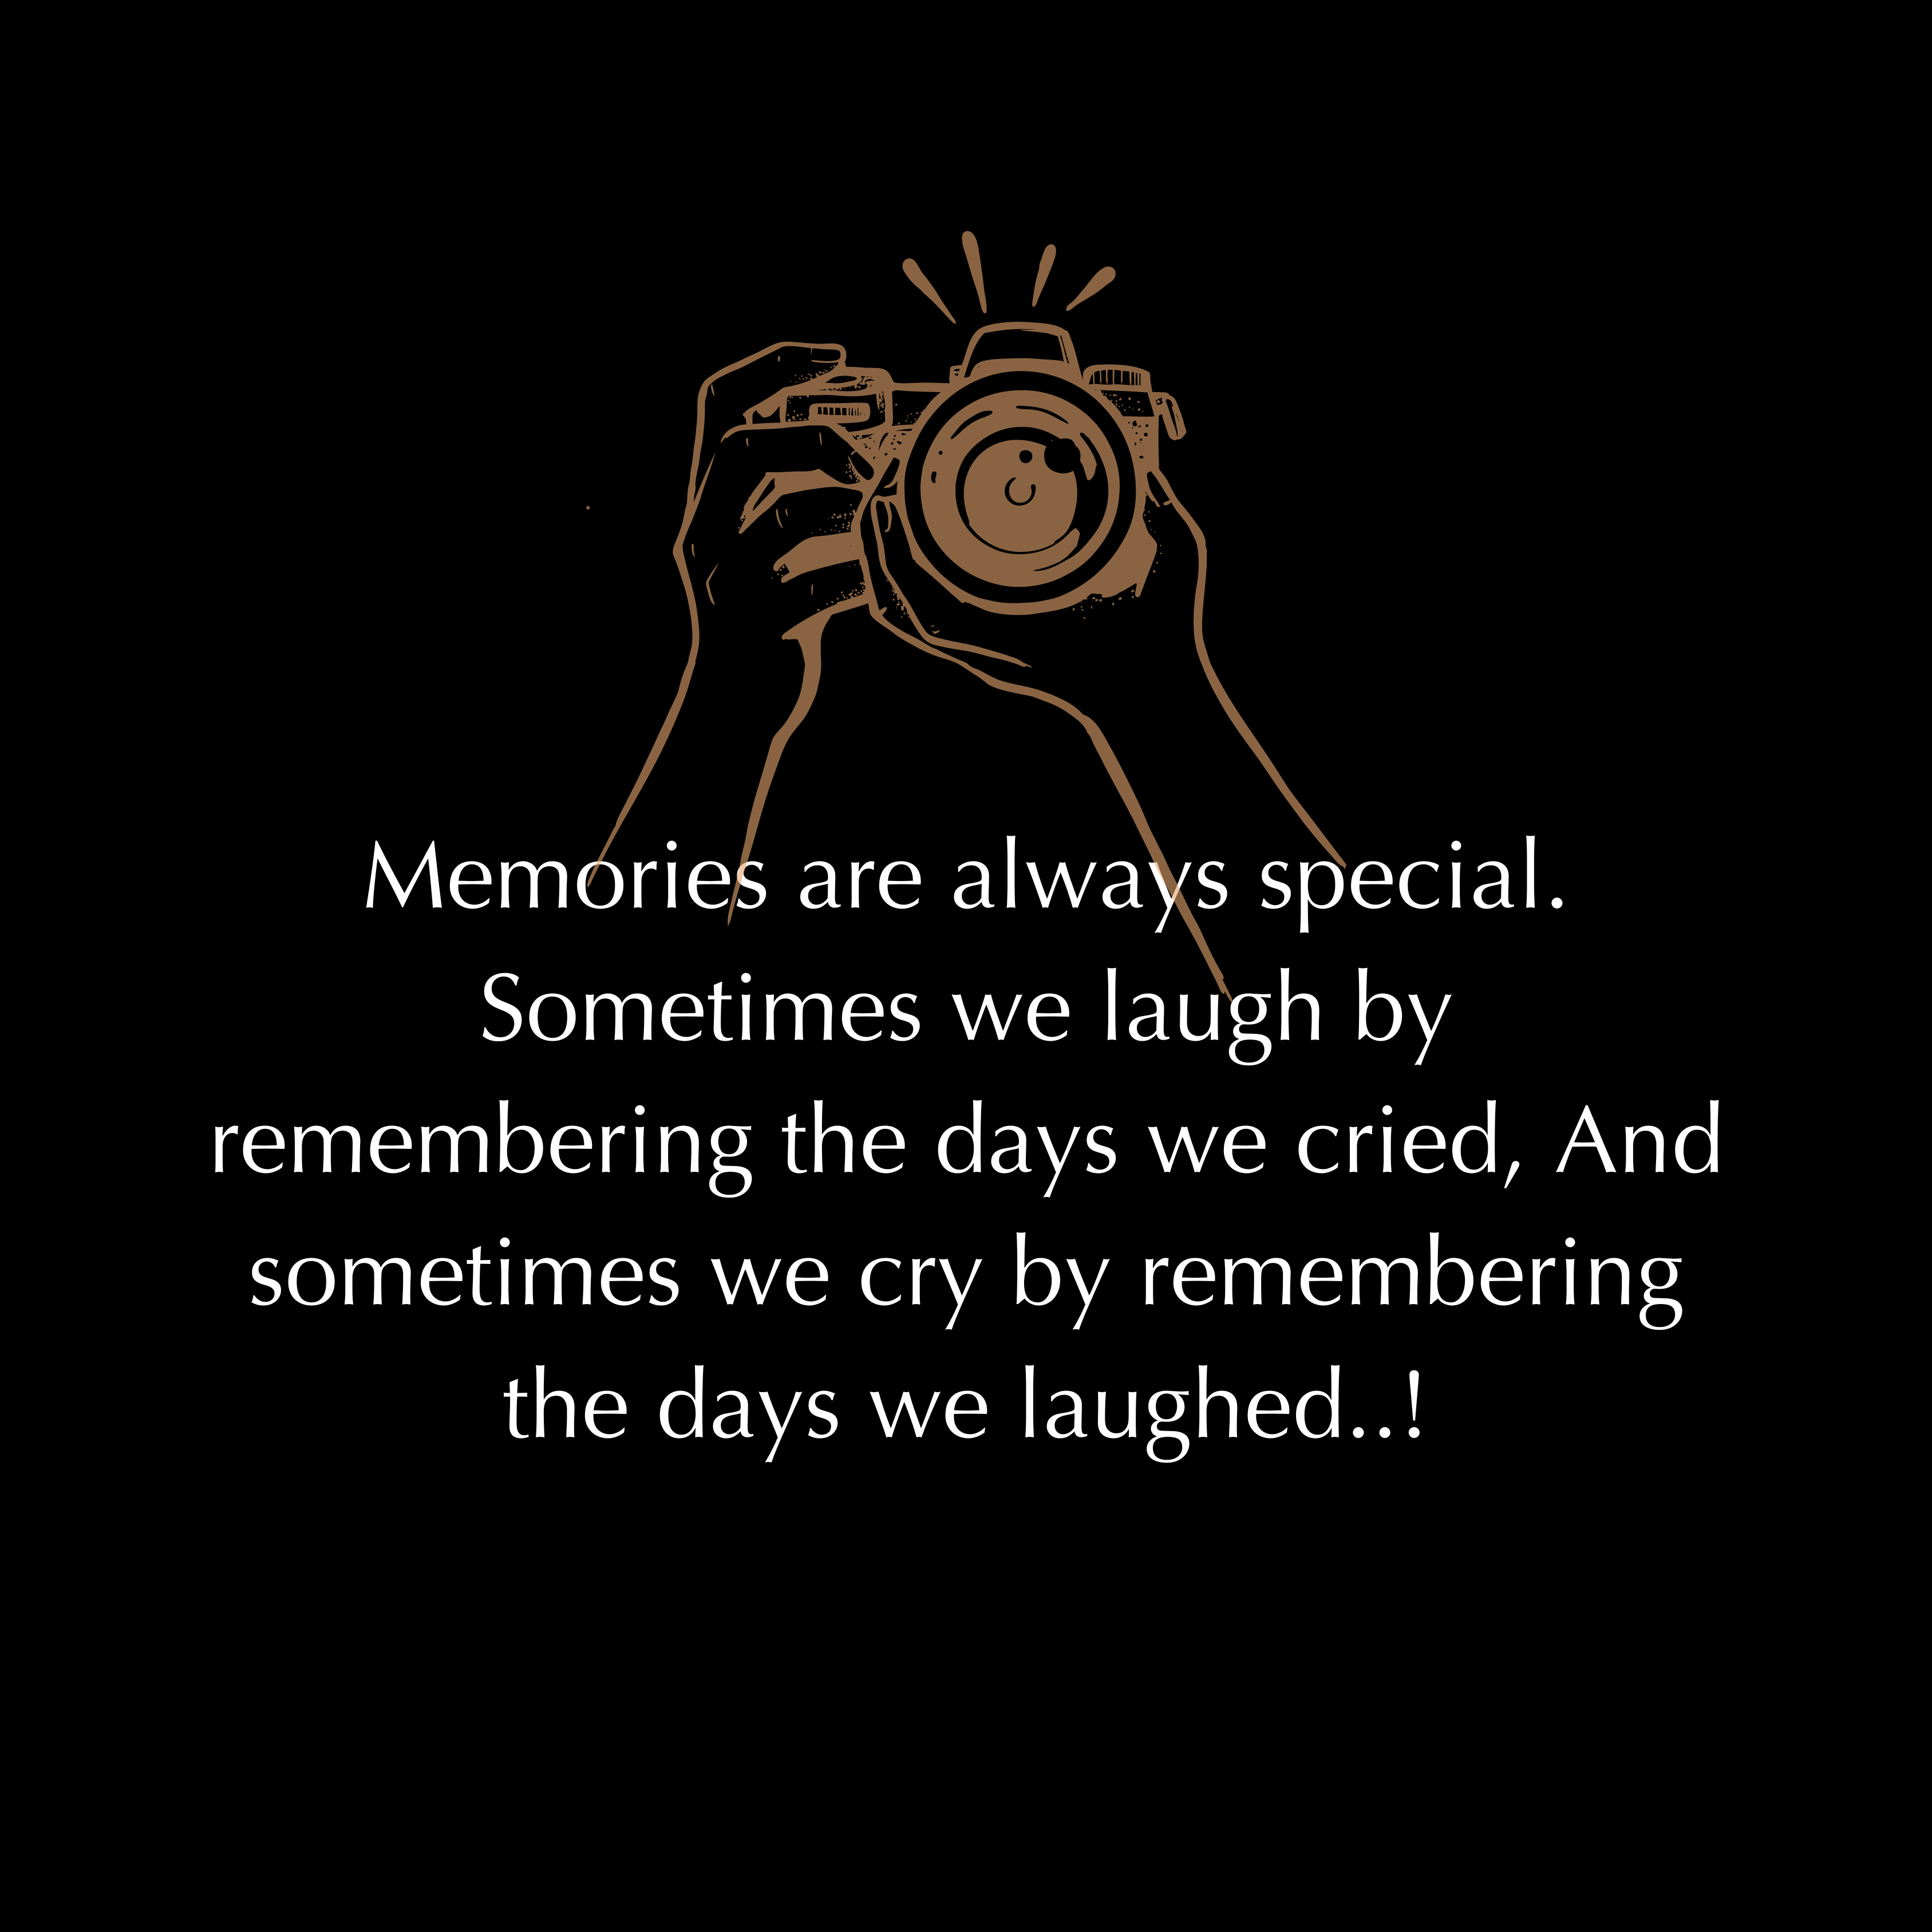 Memories are always special.
Sometimes we laugh by
remembering the days we cried, And
sometimes we cry by remembering
the days we laughed..!